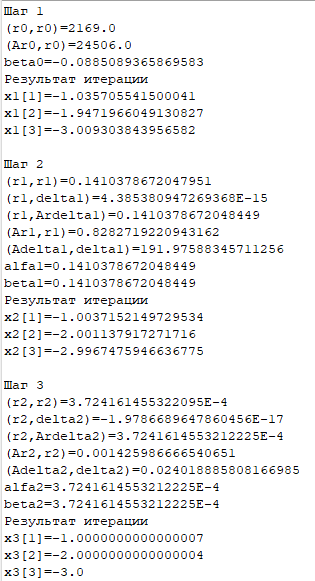 Шаг 1
(r0,r0)=2169.0
(Ar0,r0)=24506.0
beta0=-0.0885089365869583
Результат итерации
x1[1]=-1.035705541500041
x1[2]=-1.9471966049130827
x1[3]=-3.009303843956582

Шаг 2
(r1,r1)=0.1410378672047951
(r1,delta1)=4.385380947269368E-15
(r1,Ardelta1)=0.1410378672048449
(Ar1,r1)=0.8282719220943162
(Adelta1,delta1)=191.97588345711256
alfa1=0.1410378672048449
beta1=0.1410378672048449
Результат итерации
x2[1]=-1.0037152149729534
x2[2]=-2.001137917271716
x2[3]=-2.9967475946636775

Шаг 3
(r2,r2)=3.724161455322095E-4
(r2,delta2)=-1.9786689647860456E-17
(r2,Ardelta2)=3.7241614553212225E-4
(Ar2,r2)=0.001425986666540651
(Adelta2,delta2)=0.024018885808166985
alfa2=3.7241614553212225E-4
beta2=3.7241614553212225E-4
Результат итерации
x3[1]=-1.0000000000000007
x3[2]=-2.0000000000000004
x3[3]=-3.0